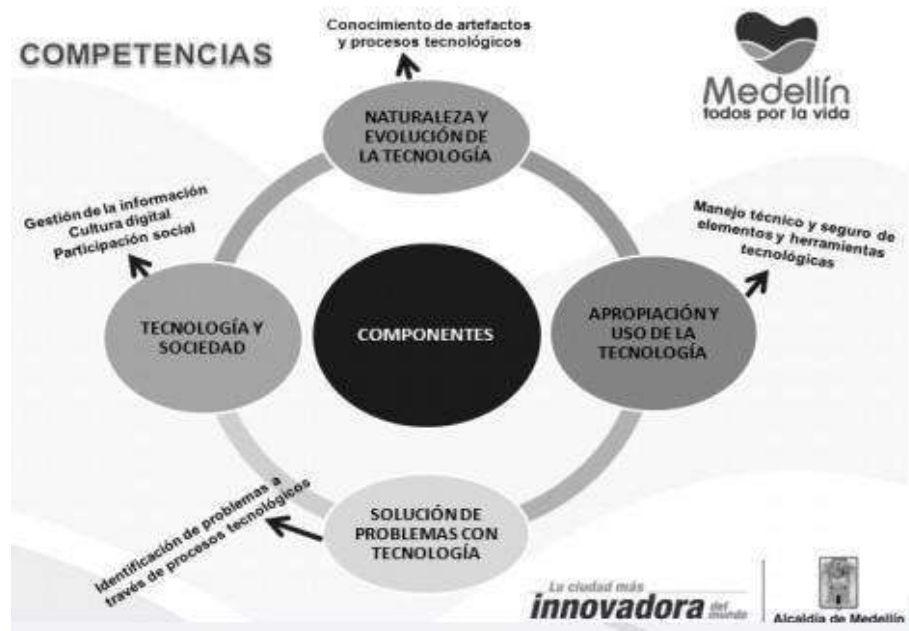 COMPETENCIAS
Conocimiento de artefactos
y procesos tecnológicos
Medellín
todos por la vida
NATURALEZA Y
EVOLUCIÓN DE
LA TECNOLOGÍA
Gestión de la información
Cultura digital
Participación social
Manejo técnico y seguro de
elementos y herramientas
tecnológicas
TECNOLOGÍA Y
SOCIEDAD
COMPONENTES
APROPIACIÓN Y
USO DE LA
TECNOLOGÍA
Identificación de problemas a
través de procesos tecnológicos
SOLUCIÓN DE
PROBLEMAS CON
TECNOLOGÍA
La ciudad más
innovadora del
mundo
Alcaldía de Medellín